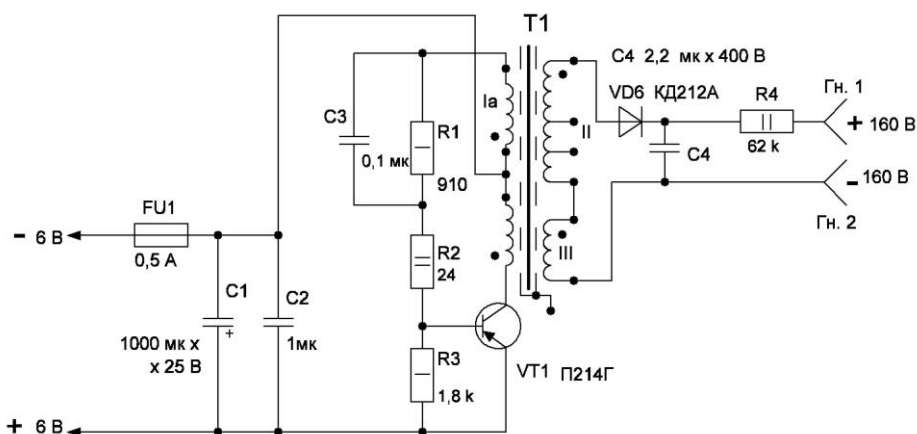 T1
C4 2,2 мк х 400 В
VD6 КД212А
R4
62 k
Гн. 1
+ 160 В
- 160 В
Гн. 2
C4
C3
0,1 мк
Ia
II
III
R1
910
R2
24
R3
1,8 k
FU1
0,5 А
- 6 В
C1
1000 мк х
х 25 В
+
C2
1мк
VT1 П214Г
+ 6 В